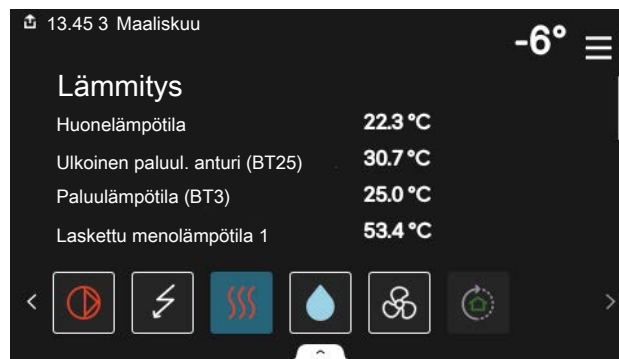 13.45 3 Maaliskuu
-6°
Lämmitys
Huonelämpötila 22.3 °C
Ulkoinen paluul. anturi (BT25) 30.7 °C
Paluulämpötila (BT3) 25.0 °C
Laskettu menolämpötila 1 53.4 °C